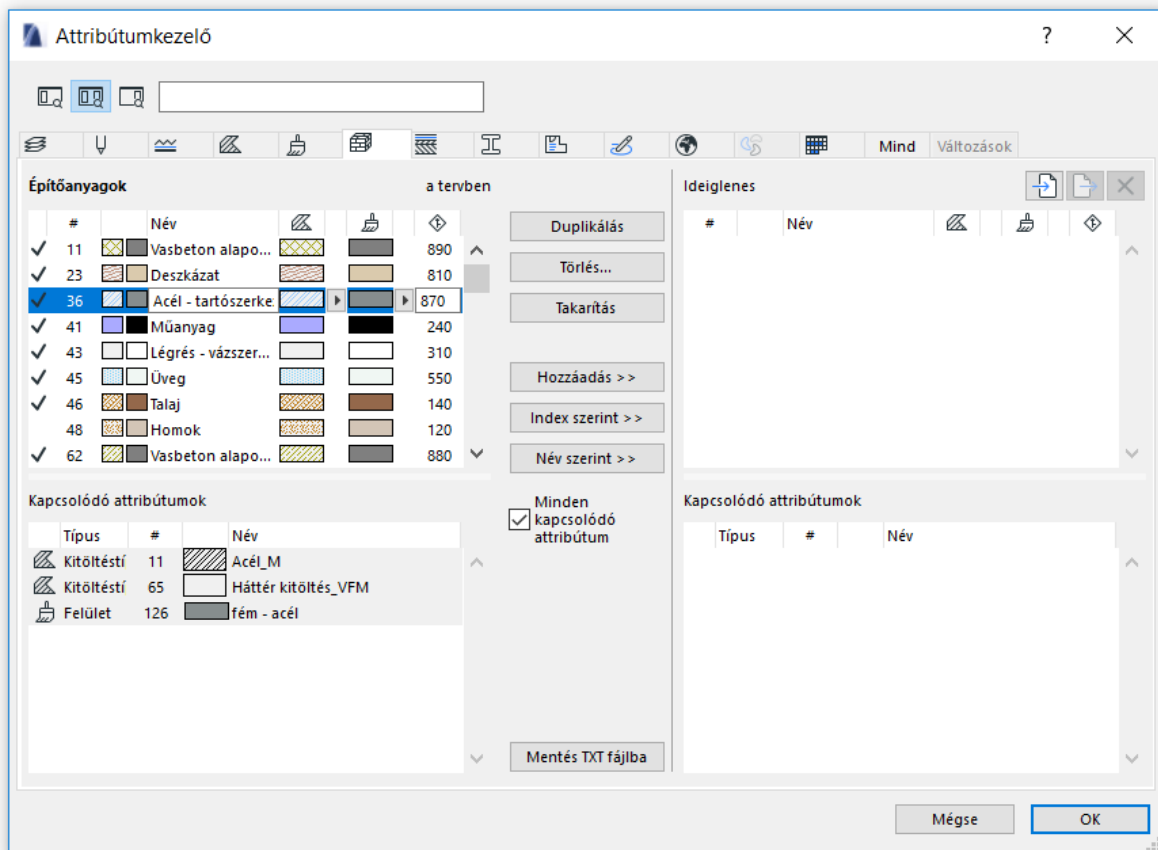 Attribútumkezelő
?
Mind Változások
Építőanyagok a tervben
# Név
11 Vasbeton alapo... 890
23 Deszkázat 810
36 Acél - tartószerke: 870
41 Műanyag 240
43 Légrés - vázszer... 310
45 Üveg 550
46 Talaj 140
48 Homok 120
62 Vasbeton alapo... 880
Kapcsolódó attribútumok
Típus # Név
Kitöltéstí 11 Acél_M
Kitöltéstí 65 Háttér kitöltés_VFM
Felület 126 fém - acél
Duplikálás
Törlés...
Takarítás
Hozzáadás >>
Index szerint >>
Név szerint >>
Minden
kapcsolódó
attribútum
Mentés TXT fájlba
Ideiglenes
# Név
Kapcsolódó attribútumok
Típus # Név
Mégse OK